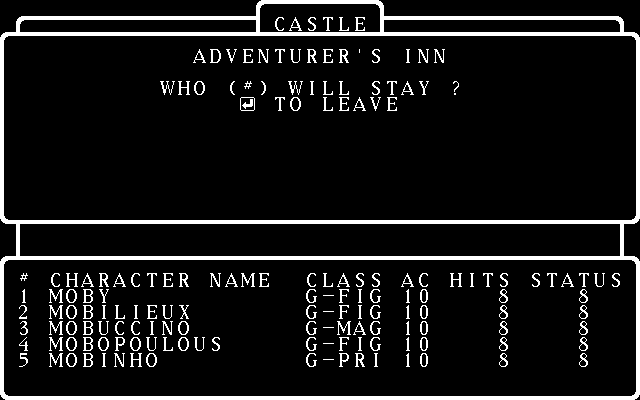 CASTLE
ADVENTURER'S INN
WHO (#) WILL STAY ?
↵ TO LEAVE
# CHARACTER NAME CLASS AC HITS STATUS
1 MOBY G-FIG 10 8 8
2 MOBILIEUX G-FIG 10 8 8
3 MOBUCCINO G-MAG 10 8 8
4 MOBOPOULOUS G-FIG 10 8 8
5 MOBINHO G-PRI 10 8 8